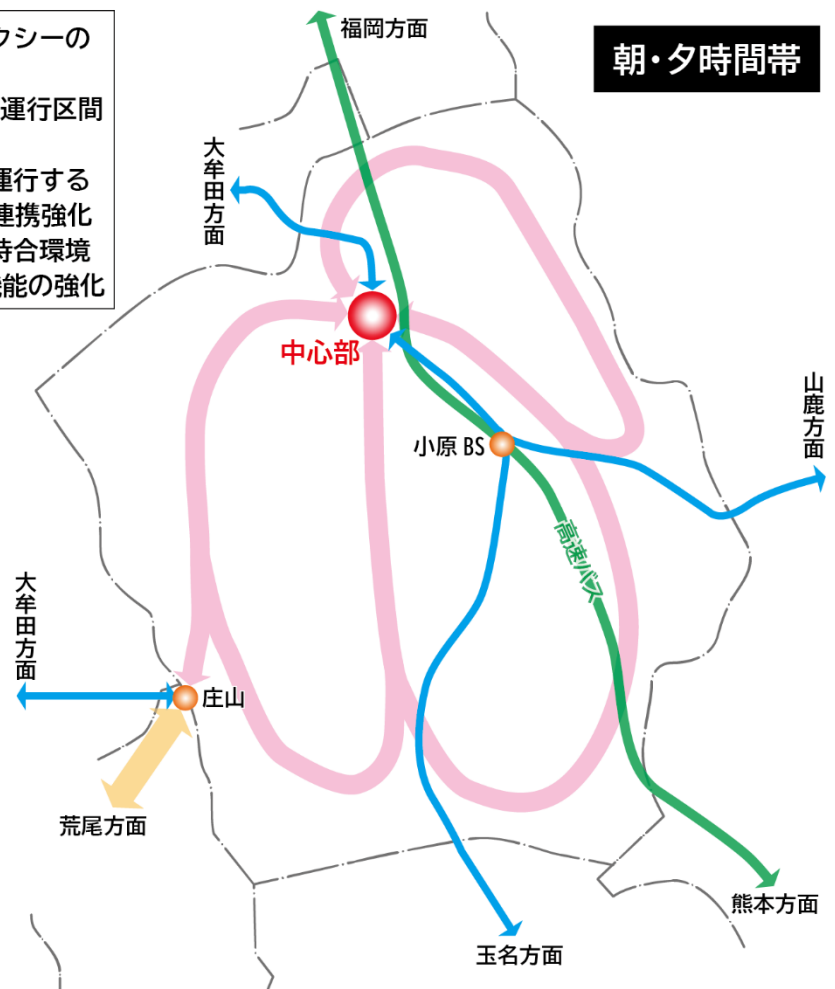 クシーの
運行区間
運行する
連携強化
待合環境
機能の強化
朝・夕時間帯
福岡方面
大牟田方面
中心部
小原 BS
山鹿方面
高速バス
大牟田方面
庄山
荒尾方面
熊本方面
玉名方面